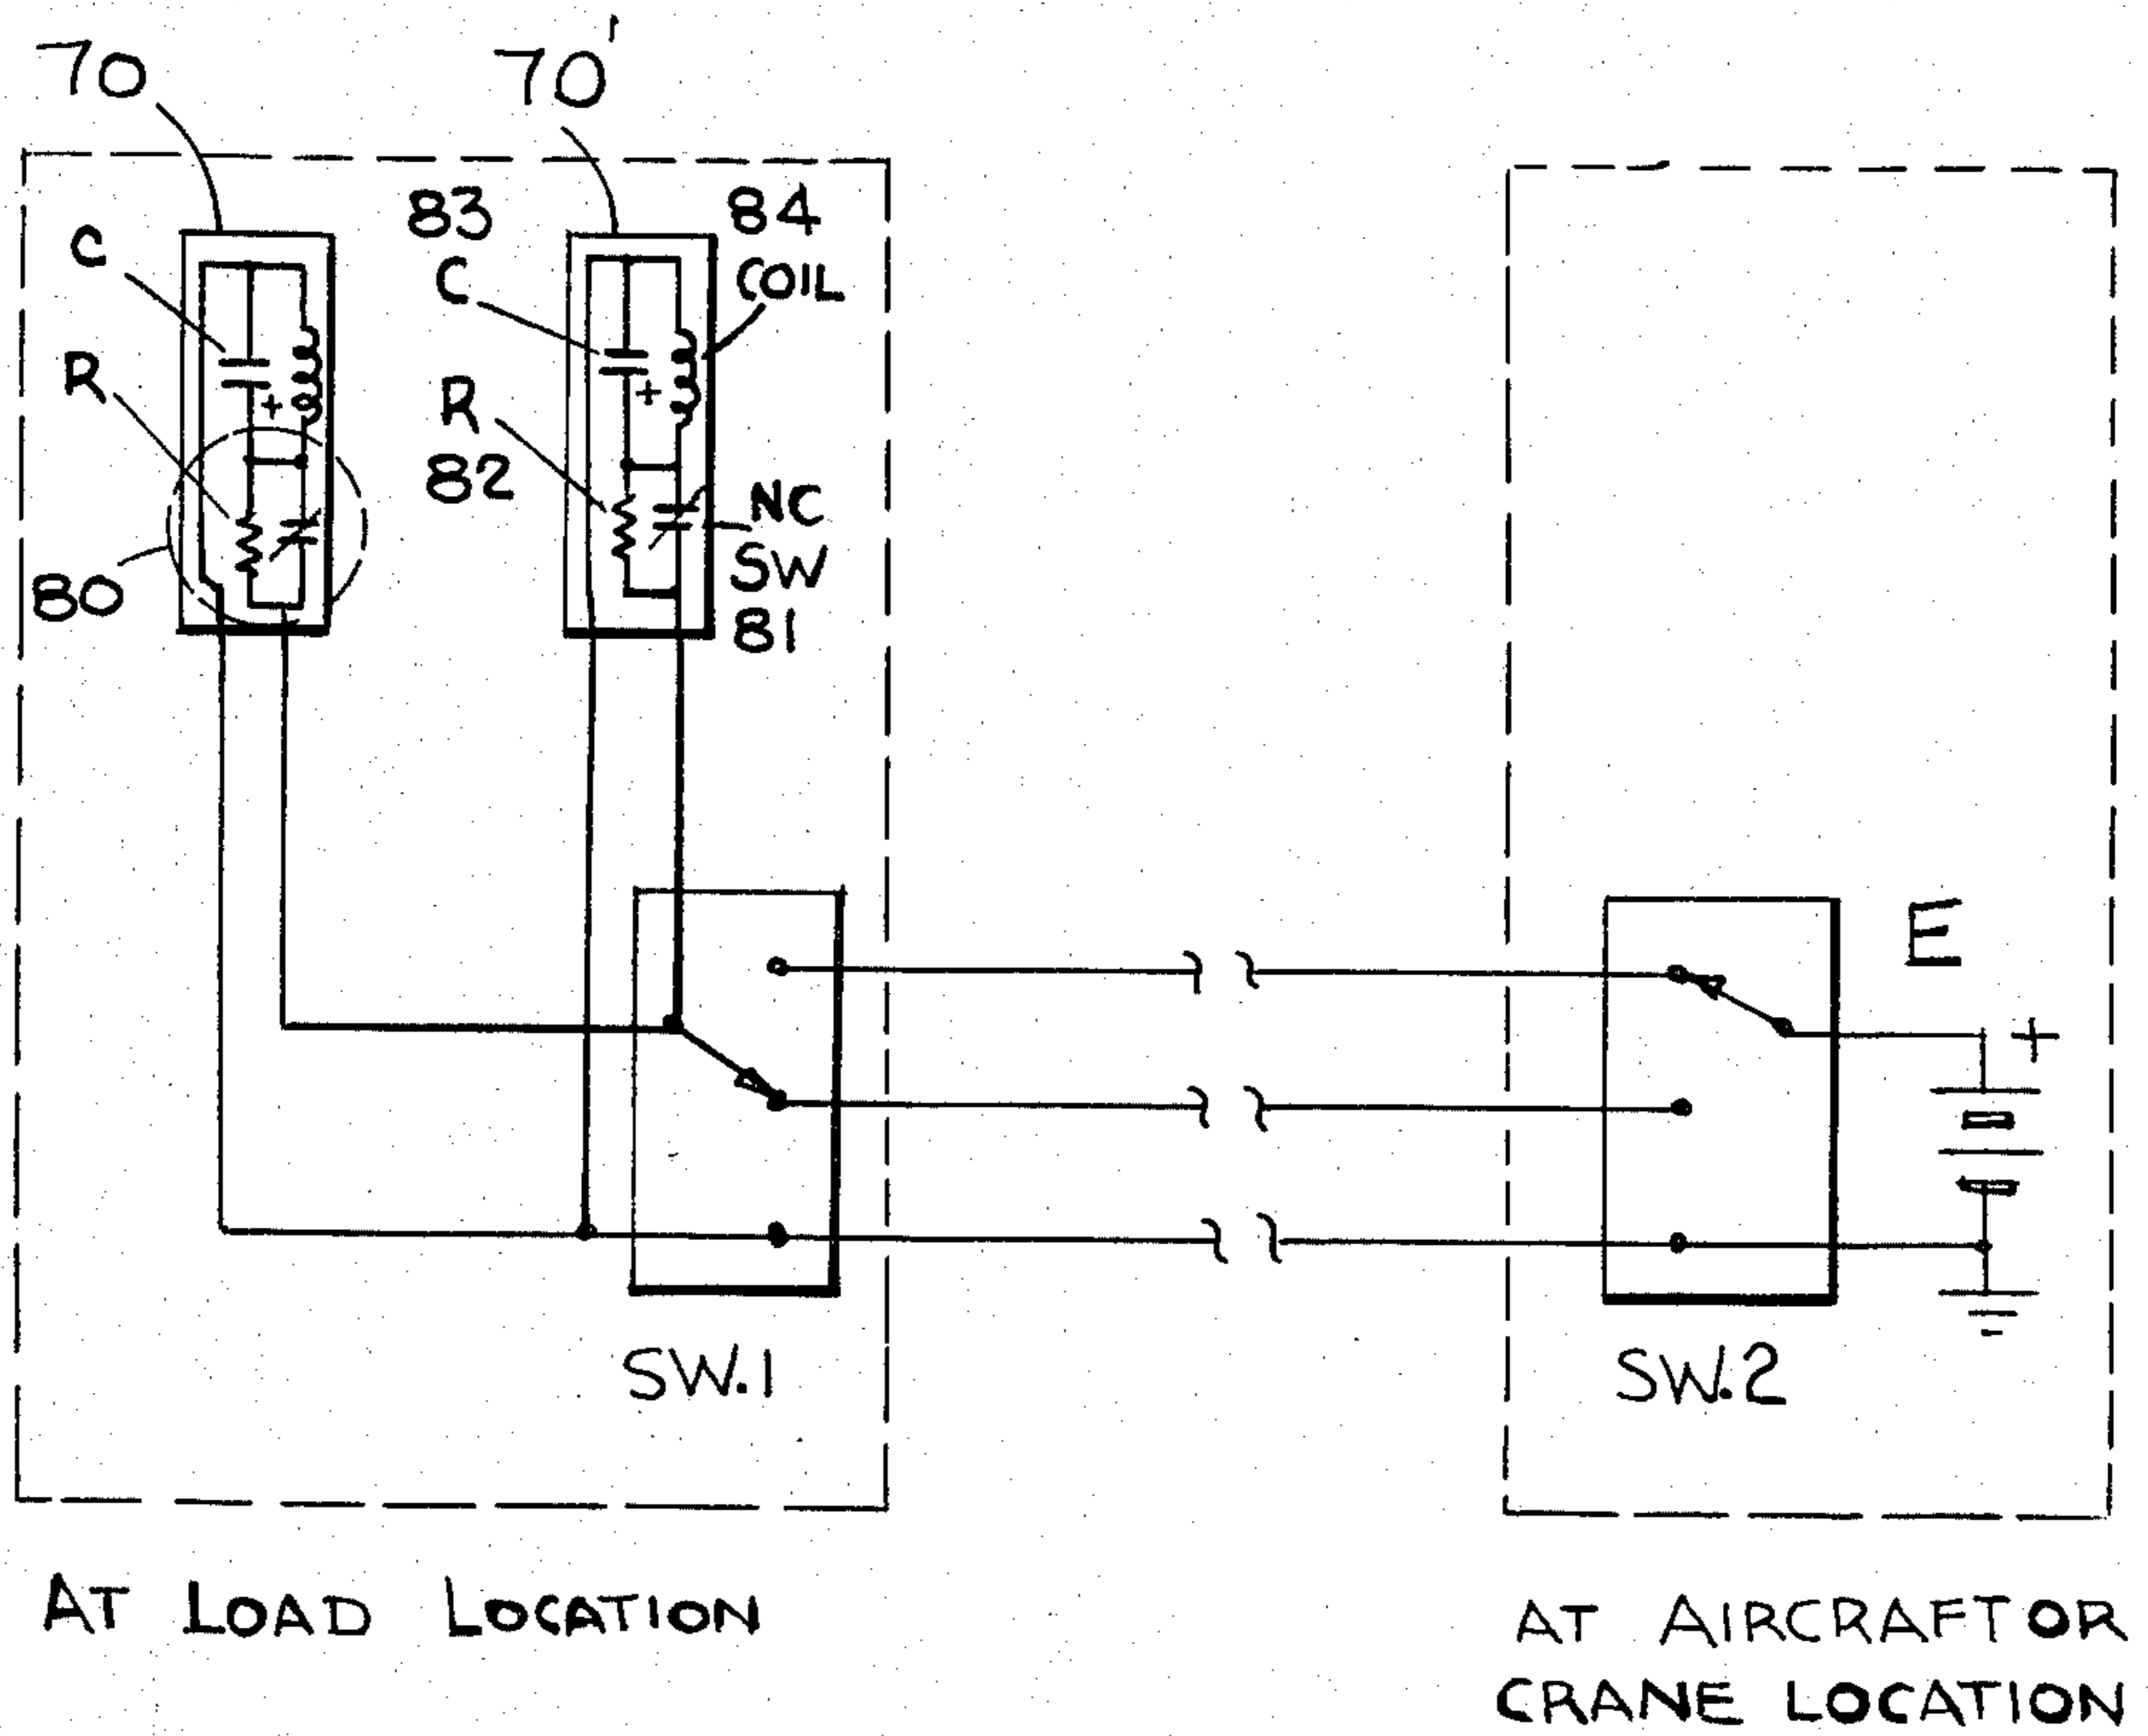 70
70'
83
84
C
C
COIL
R
R
82
NC
SW
81
80
+
+
E
+
SW.1
SW.2
AT LOAD LOCATION
AT AIRCRAFT OR
CRANE LOCATION